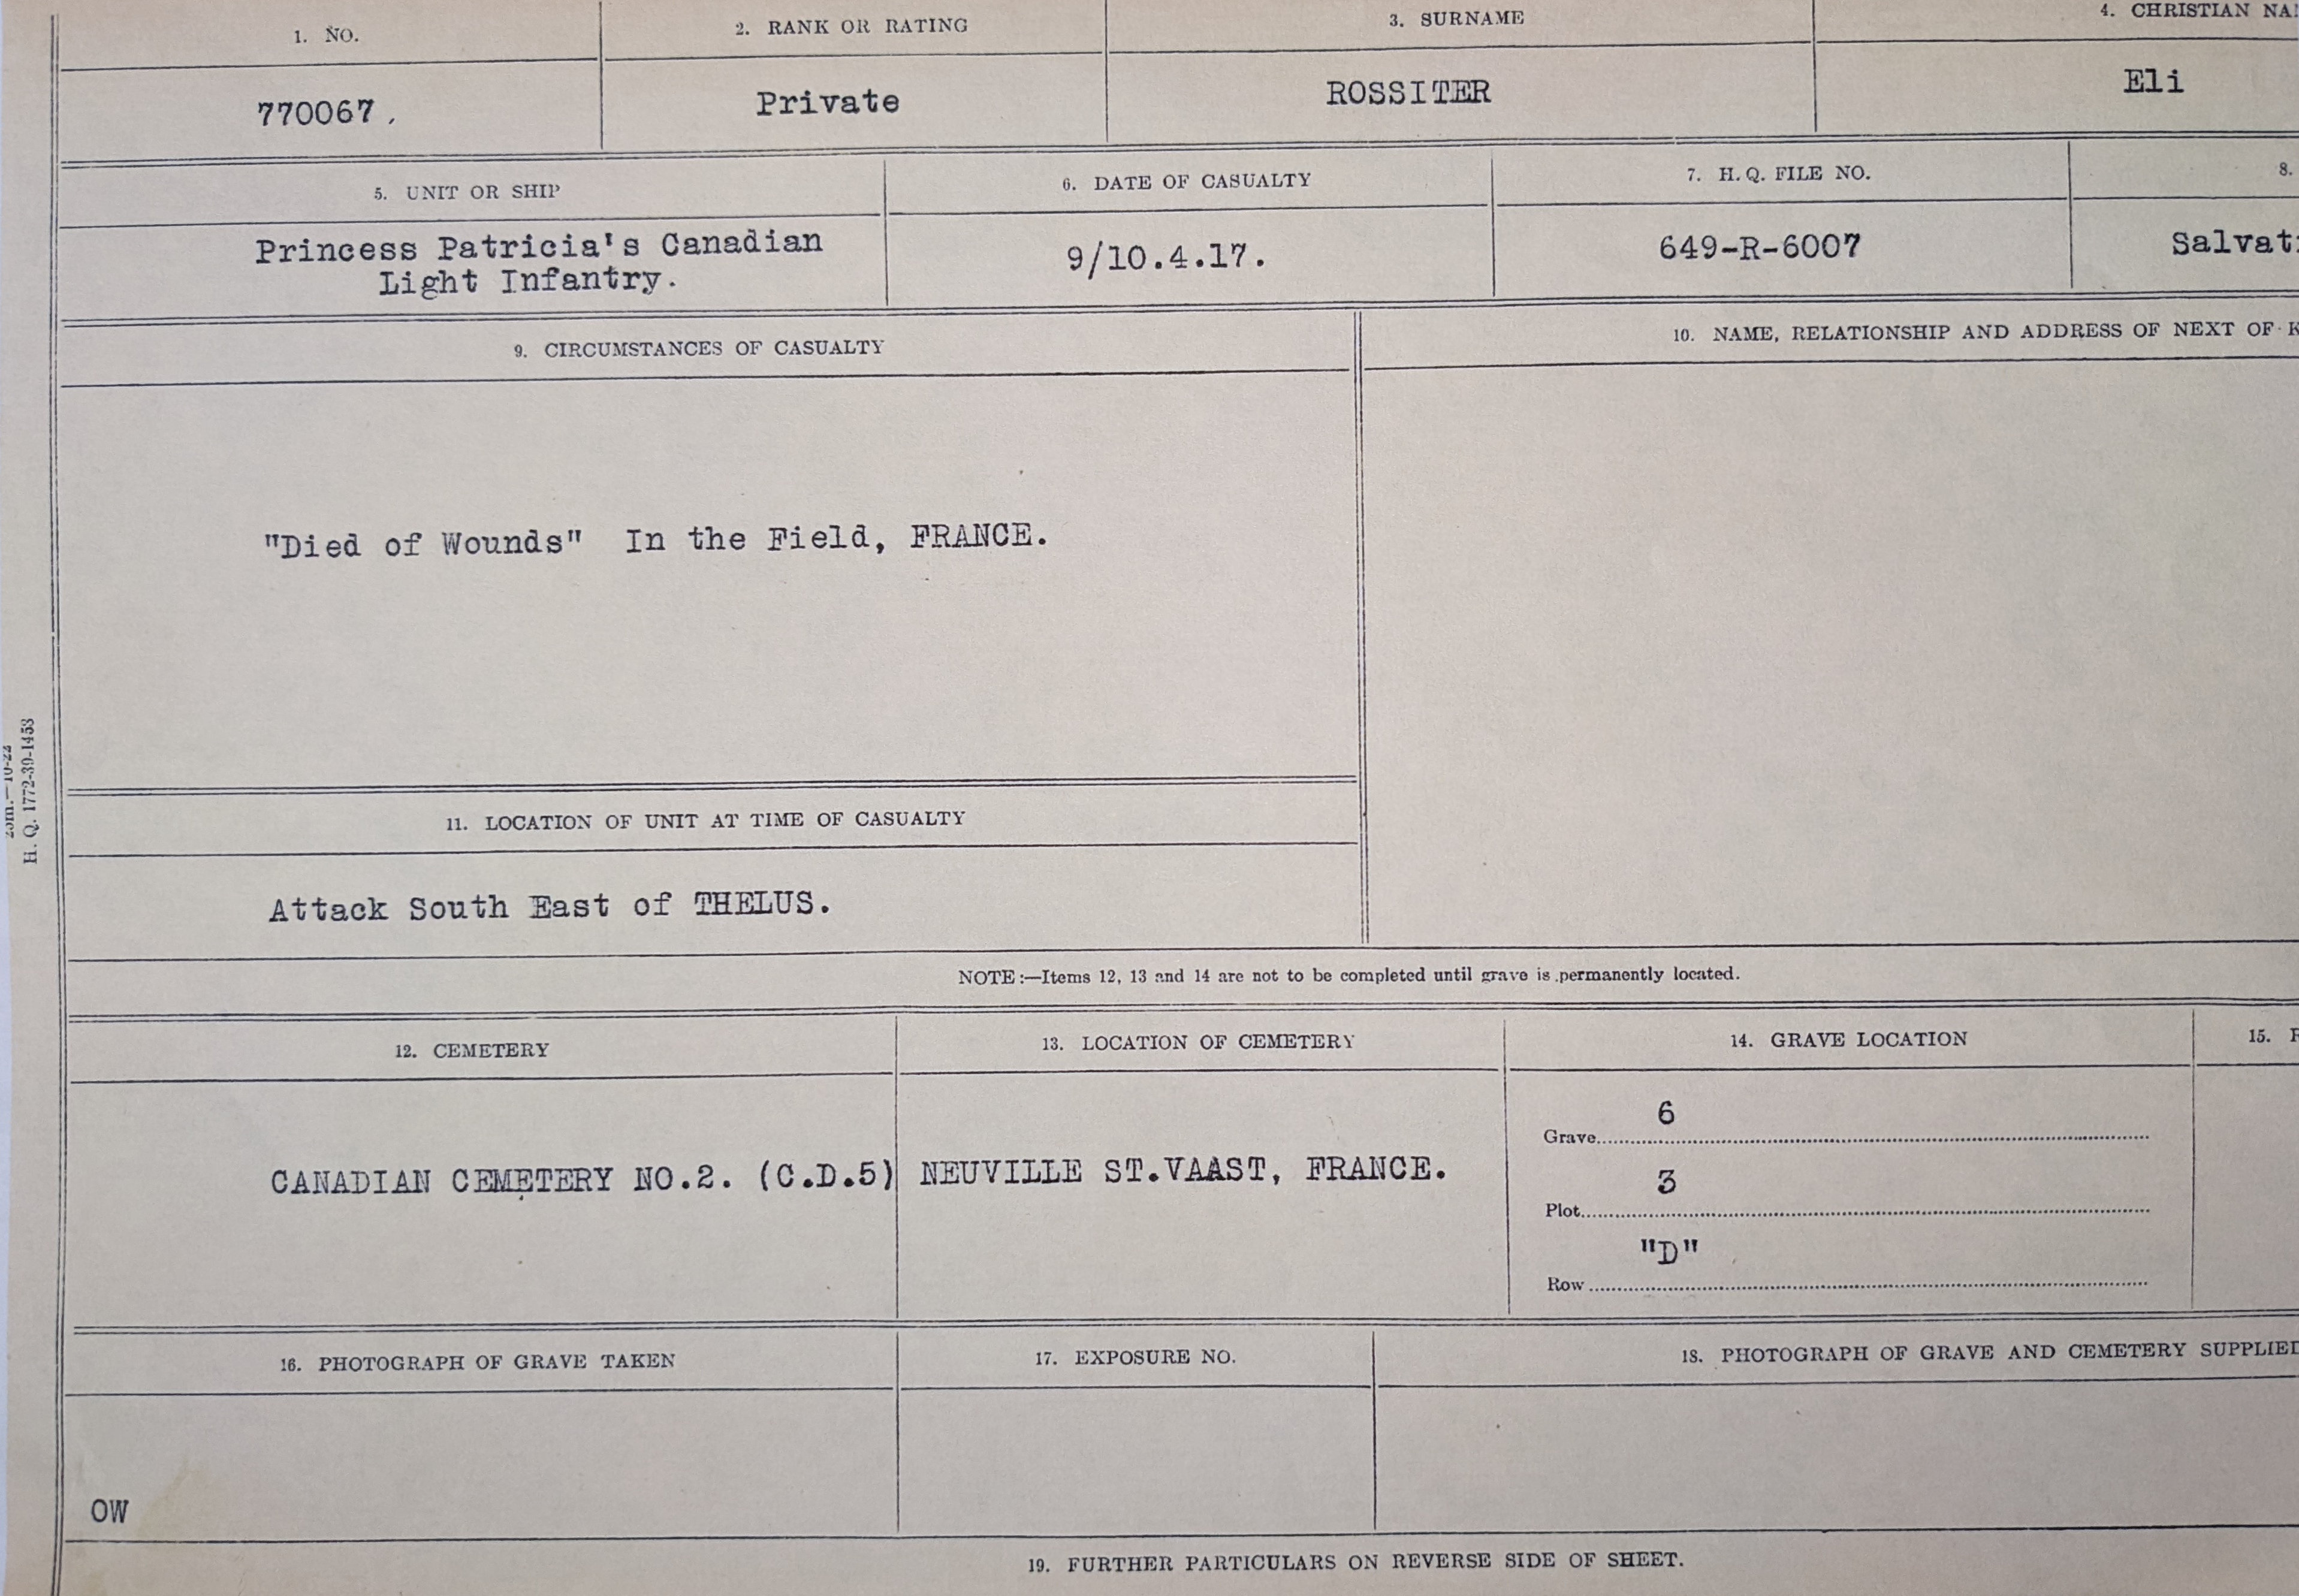 1. NO.
2. RANK OR RATING
3. SURNAME
4. CHRISTIAN
770067.
Private
ROSSITER
Eli
5. UNIT OR SHIP
6. DATE OF CASUALTY
7. H.Q. FILE NO.
8.
Princess Patricia's Canadian
Light Infantry.
9/10.4.17.
649-R-6007
9. CIRCUMSTANCES OF CASUALTY
10. NAME, RELATIONSHIP AND ADDRESS OF NEXT OF
"Died of Wounds" In the Field, FRANCE.
11. LOCATION OF UNIT AT TIME OF CASUALTY
Attack South East of THELUS.
NOTE:—Items 12, 13 and 14 are not to be completed until grave is permanently located.
12. CEMETERY
13. LOCATION OF CEMETERY
14. GRAVE LOCATION
15.
CANADIAN CEMETERY NO.2. (C.D.5)
NEUVILLE ST.VAAST, FRANCE.
Grave 6
Plot 3
Row "D"
16. PHOTOGRAPH OF GRAVE TAKEN
17. EXPOSURE NO.
18. PHOTOGRAPH OF GRAVE AND CEMETERY SUPPLIED
OW
19. FURTHER PARTICULARS ON REVERSE SIDE OF SHEET.
H. Q. 1772-39-1453